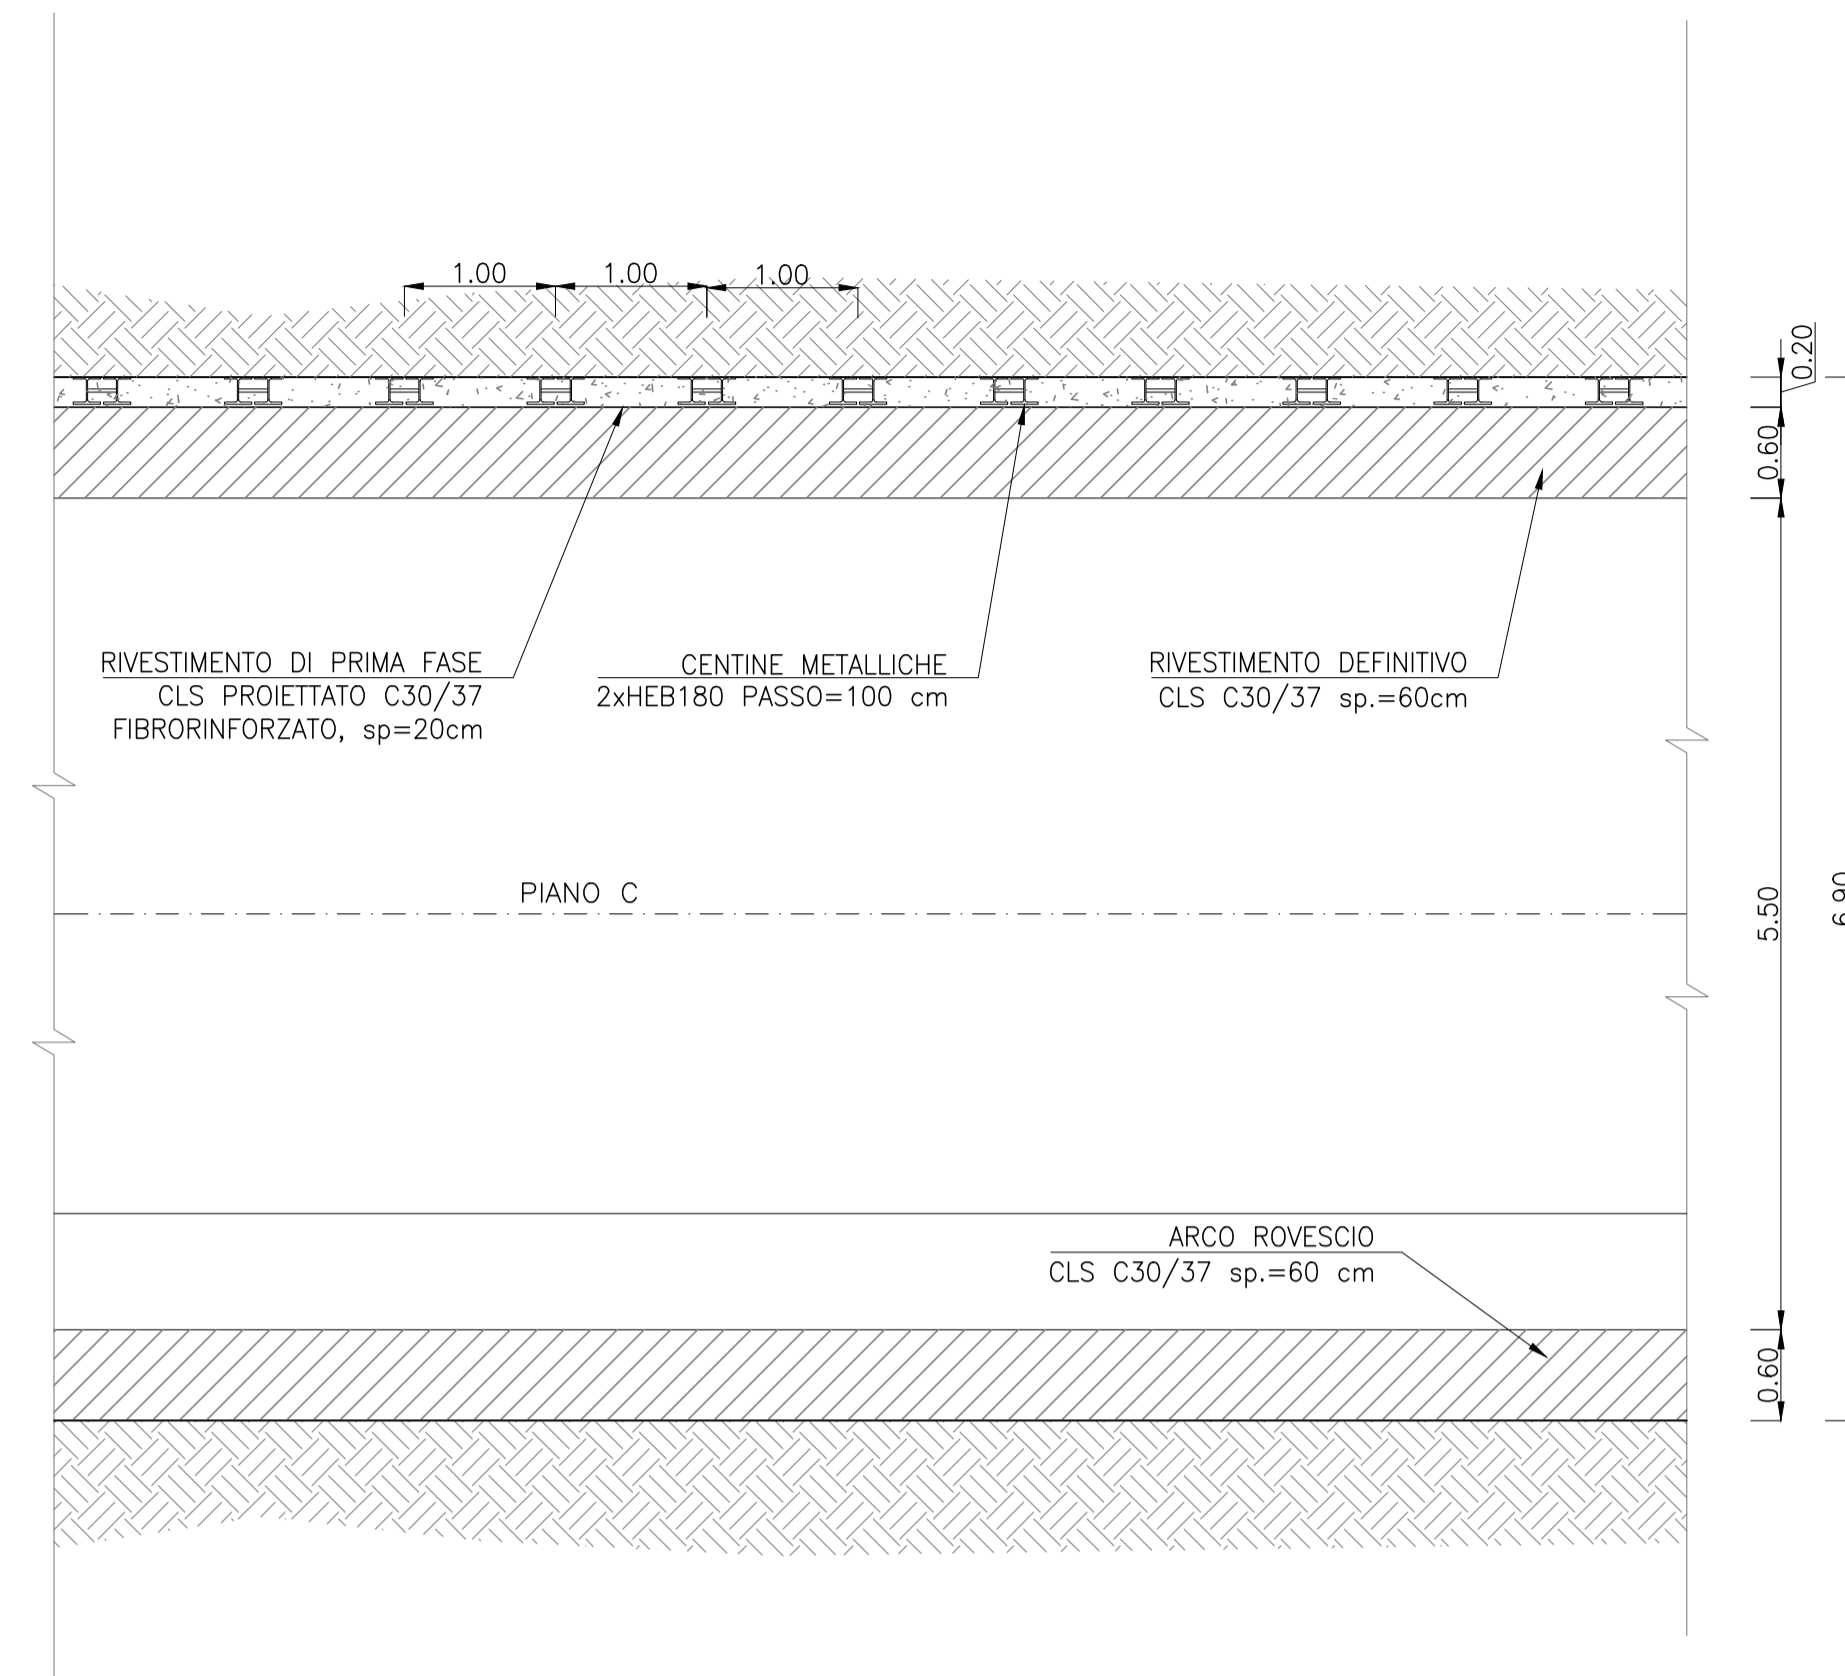 1.00
1.00
1.00
0.20
0.60
RIVESTIMENTO DI PRIMA FASE
CLS PROIETTATO C30/37
FIBRORINFORZATO, sp=20cm
CENTINE METALLICHE
2xHEB180 PASSO=100 cm
RIVESTIMENTO DEFINITIVO
CLS C30/37 sp.=60cm
PIANO C
5.50
6.90
ARCO ROVESCIO
CLS C30/37 sp.=60 cm
0.60